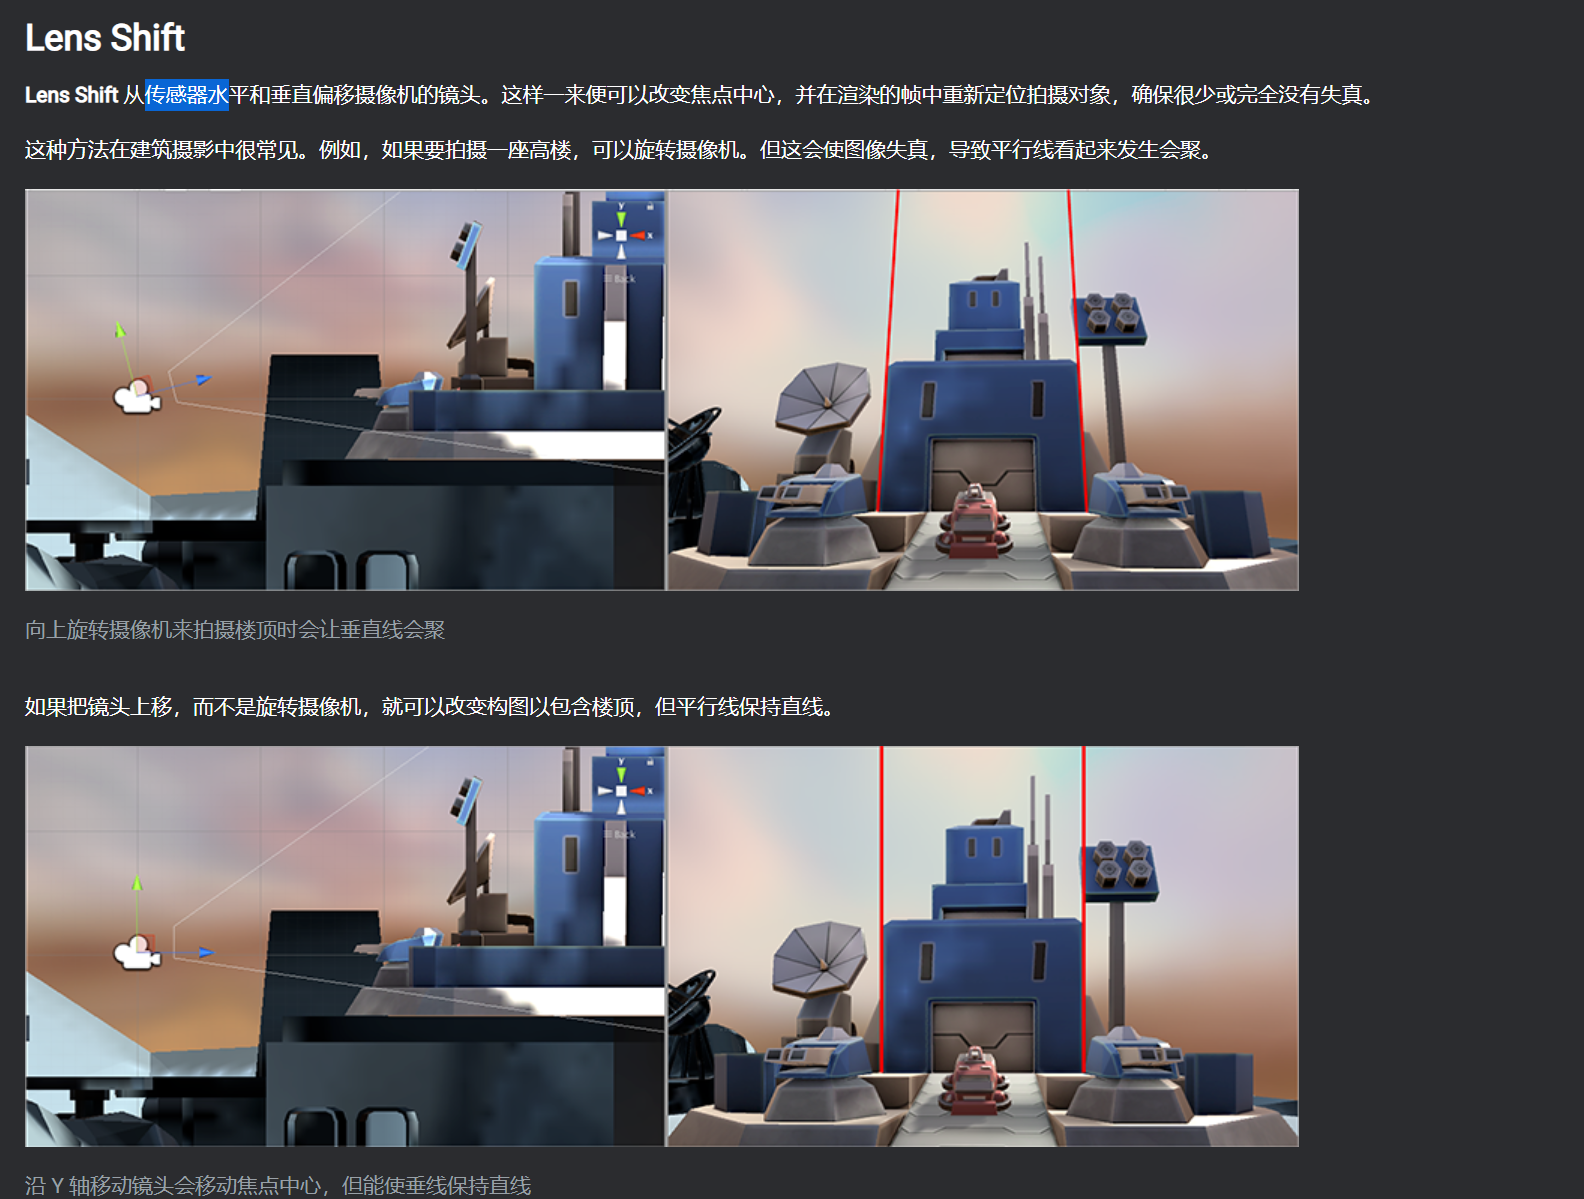 Lens Shift
Lens Shift 从传感器水平和垂直偏移摄像机的镜头。这样一来便可以改变焦点中心，并在渲染的帧中重新定位拍摄对象，确保很少或完全没有失真。
这种方法在建筑摄影中很常见。例如，如果要拍摄一座高楼，可以旋转摄像机。但这会使图像失真，导致平行线看起来发生会聚。
y
x
Back
向上旋转摄像机来拍摄楼顶时会让垂直线会聚
如果把镜头上移，而不是旋转摄像机，就可以改变构图以包含楼顶，但平行线保持直线。
y
x
Back
沿 Y 轴移动镜头会移动焦点中心，但能使垂线保持直线